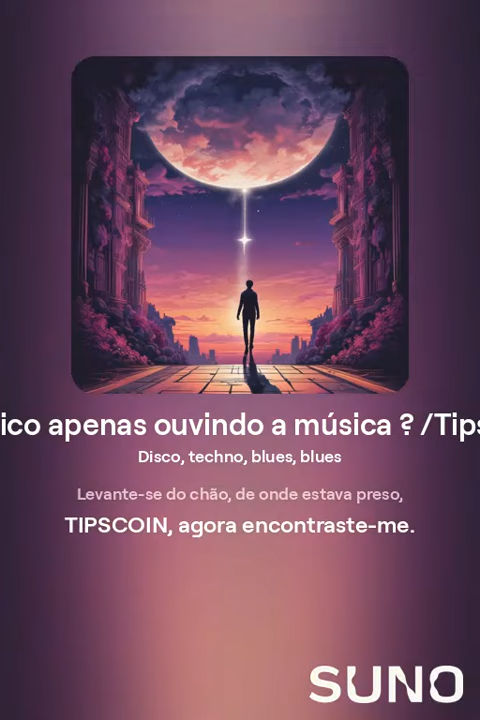 ico apenas ouvindo a música ? /Tips
Disco, techno, blues, blues
Levante-se do chão, de onde estava preso,
TIPSCOIN, agora encontraste-me.
SUNO